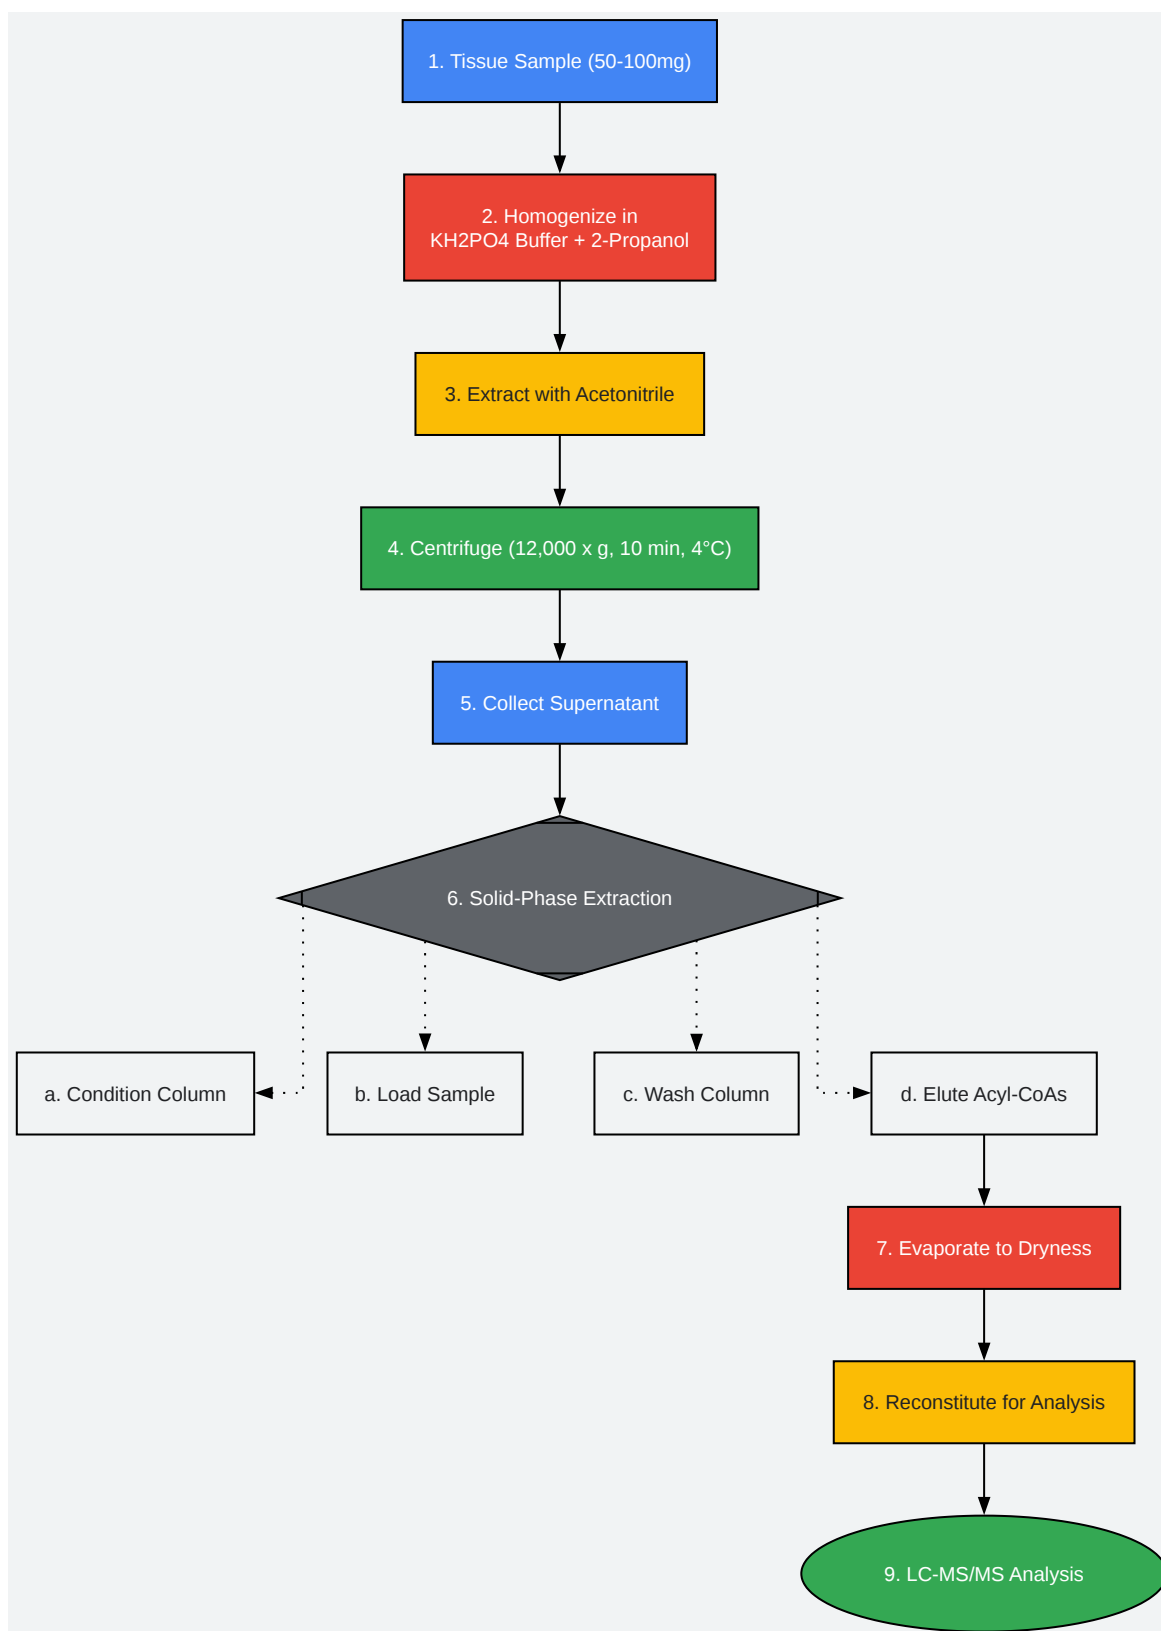 1. Tissue Sample (50-100mg)
2. Homogenize in
KH2PO4 Buffer + 2-Propanol
3. Extract with Acetonitrile
4. Centrifuge (12,000 x g, 10 min, 4°C)
5. Collect Supernatant
6. Solid-Phase Extraction
a. Condition Column
b. Load Sample
c. Wash Column
d. Elute Acyl-CoAs
7. Evaporate to Dryness
8. Reconstitute for Analysis
9. LC-MS/MS Analysis